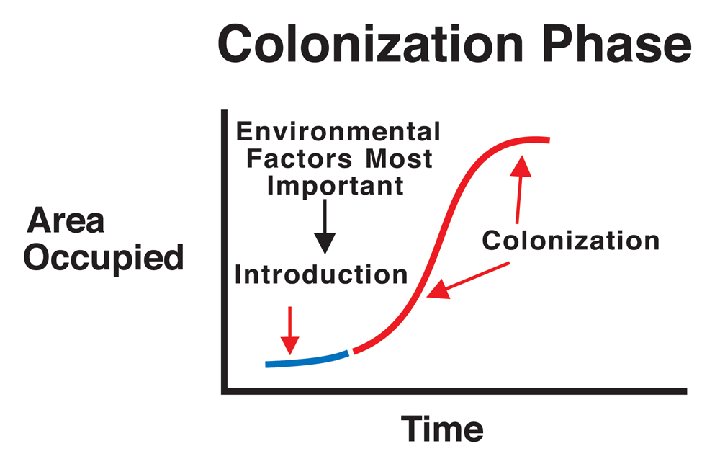 Colonization Phase
Environmental
Factors Most
Important
Area
Occupied
Introduction
Colonization
Time